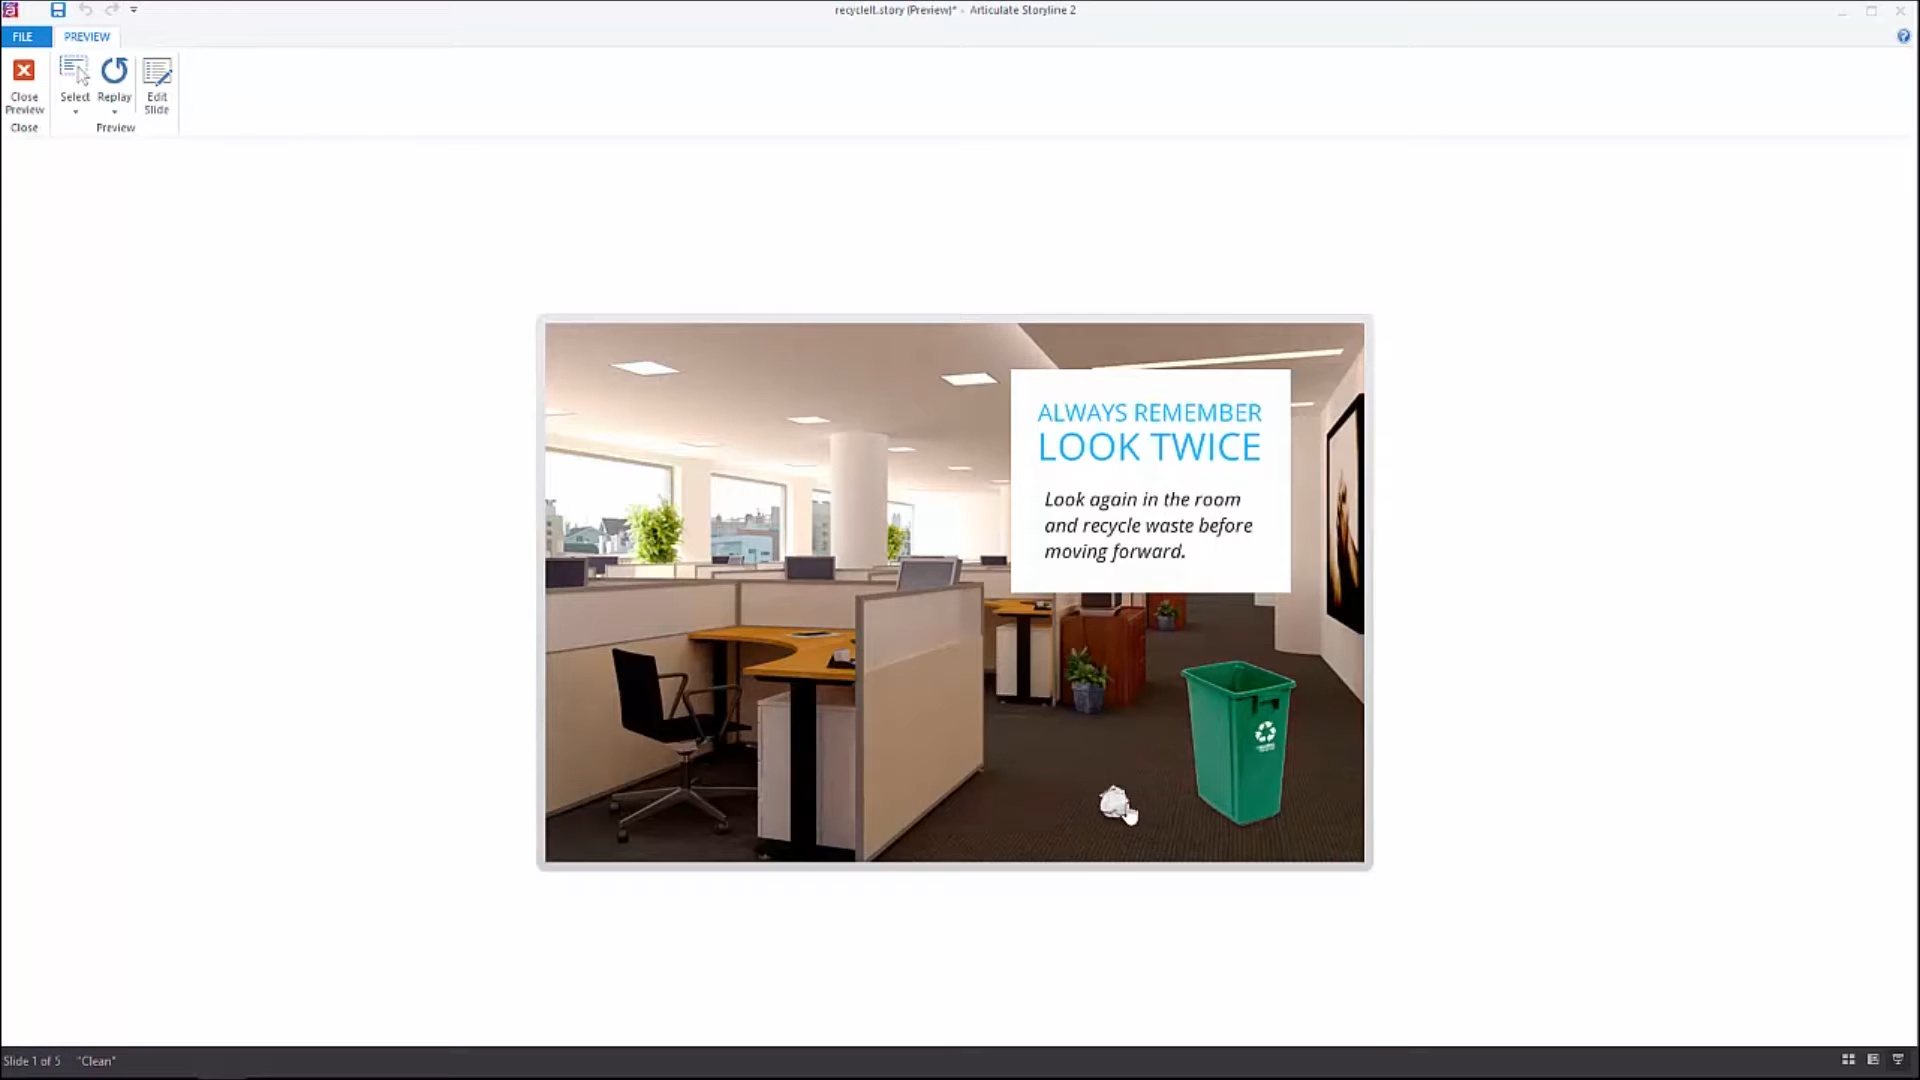 recycleIt.story (Preview)* - Articulate Storyline 2
FILE
PREVIEW
Close Preview
Select
Replay
Edit Slide
Close
Preview
ALWAYS REMEMBER
LOOK TWICE
Look again in the room
and recycle waste before
moving forward.
Slide 1 of 5
"Clean"